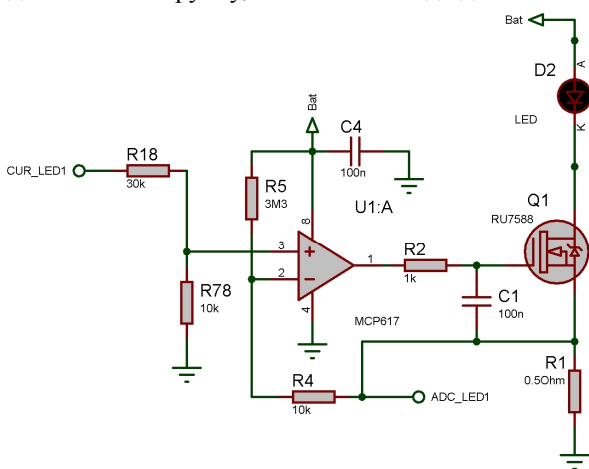 Bat
D2
A
LED
K
Bat
C4
100n
CUR_LED1
R18
30k
R5
3M3
U1:A
Q1
RU7588
8
3
+
2
-
1
4
R2
1k
R78
10k
C1
100n
MCP617
R4
10k
ADC_LED1
R1
0.5Ohm